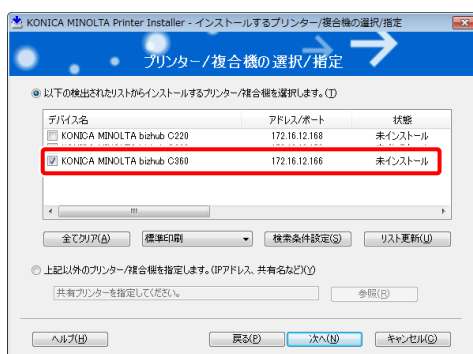 KONICA MINOLTA Printer Installer - インストールするプリンター/複合機の選択/指定
プリンター/複合機の選択/指定
以下の検出されたリストからインストールするプリンター/複合機を選択します。(T)
デバイス名 アドレス/ポート 状態
KONICA MINOLTA bizhub C220 172.16.12.168 未インストール
KONICA MINOLTA bizhub C360 172.16.12.166 未インストール
全てクリア(A) 標準印刷 検索条件設定(S) リスト更新(U)
上記以外のプリンター/複合機を指定します。(IPアドレス、共有名など)(Y)
共有プリンターを指定してください。 参照(R)
ヘルプ(H) 戻る(P) 次へ(N) キャンセル(C)